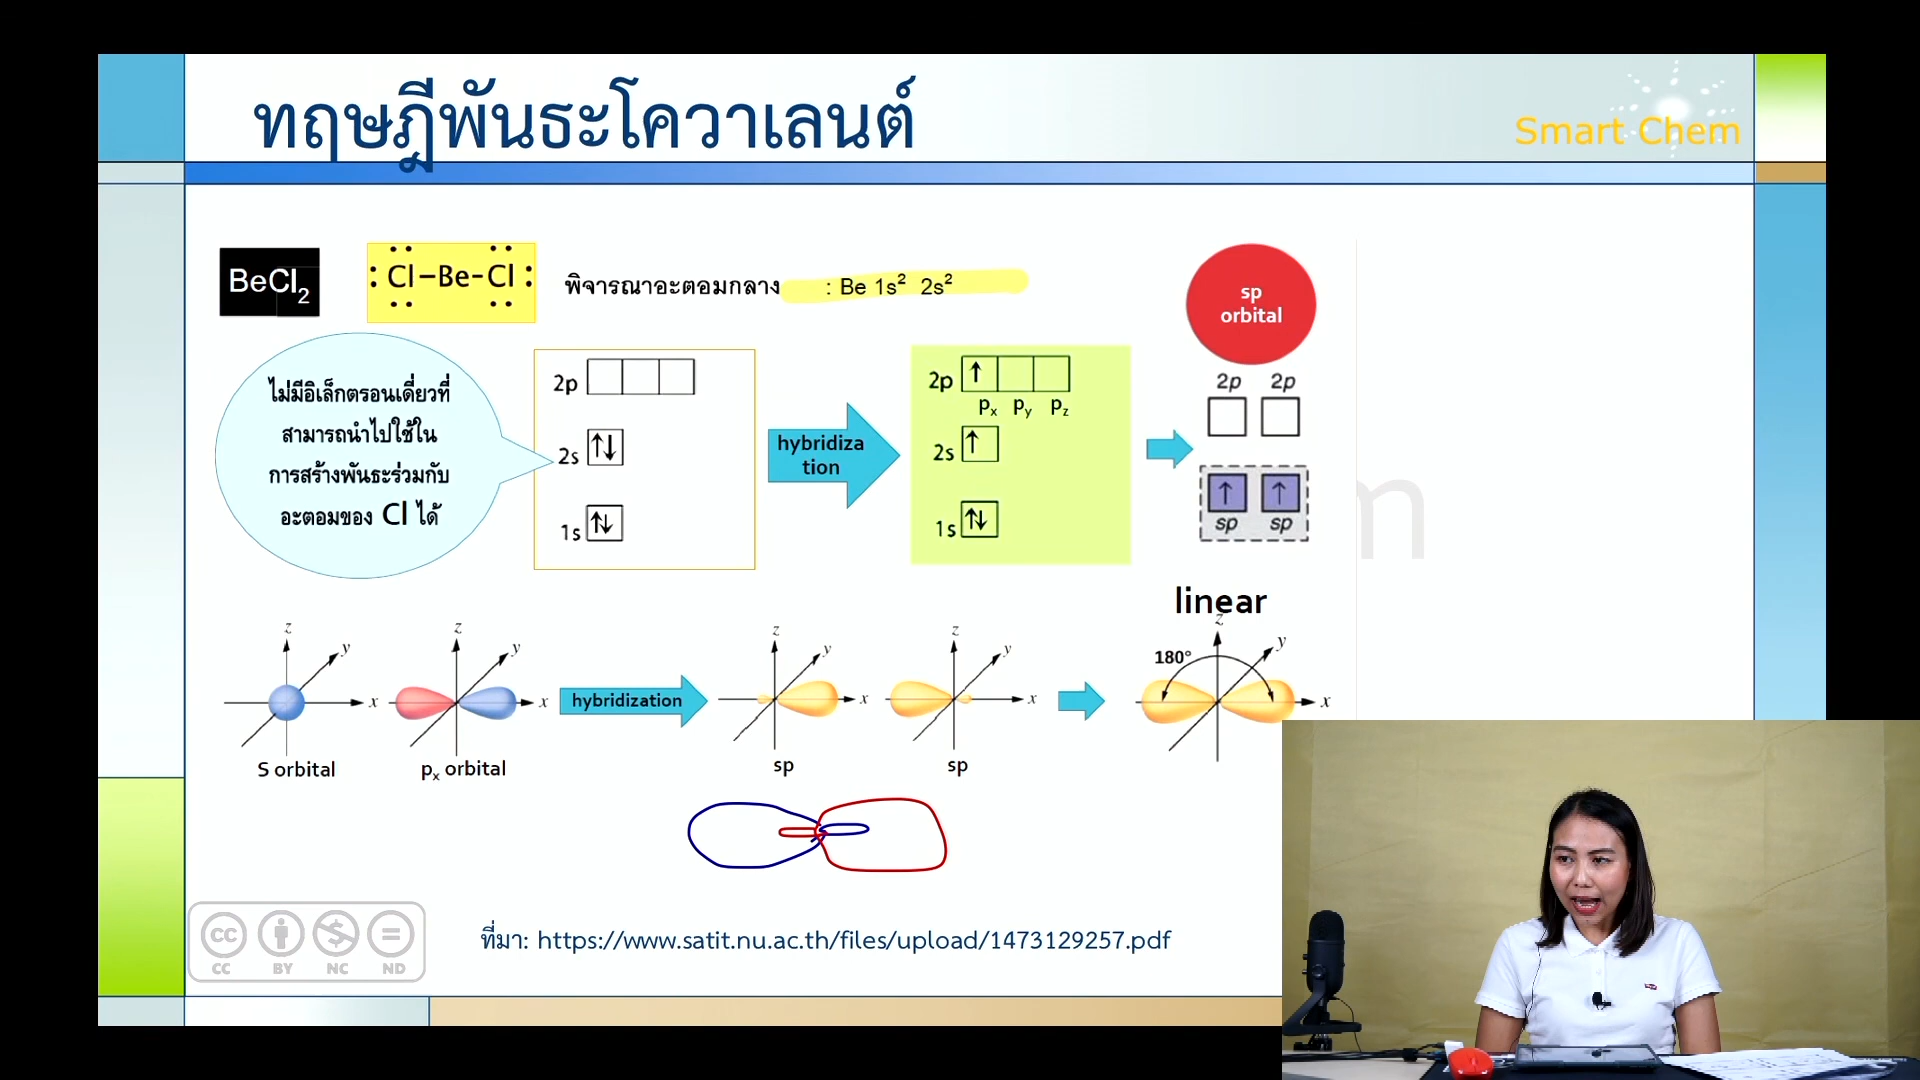 ทฤษฎีพันธะโควาเลนต์
Smart Chem
BeCl2
:Cl–Be-Cl:
พิจารณาอะตอมกลาง : Be 1s² 2s²
sp
orbital
ไม่มีอิเล็กตรอนเดี่ยวที่
สามารถนำไปใช้ใน
การสร้างพันธะร่วมกับ
อะตอมของ Cl ได้
2p
2s
1s
hybridiza
tion
2p
px py pz
2s
1s
2p 2p
sp sp
m
linear
z y x
S orbital
z y x
px orbital
hybridization
z y x
sp
z y x
sp
180°
z y x
CC BY NC ND
ที่มา: https://www.satit.nu.ac.th/files/upload/1473129257.pdf